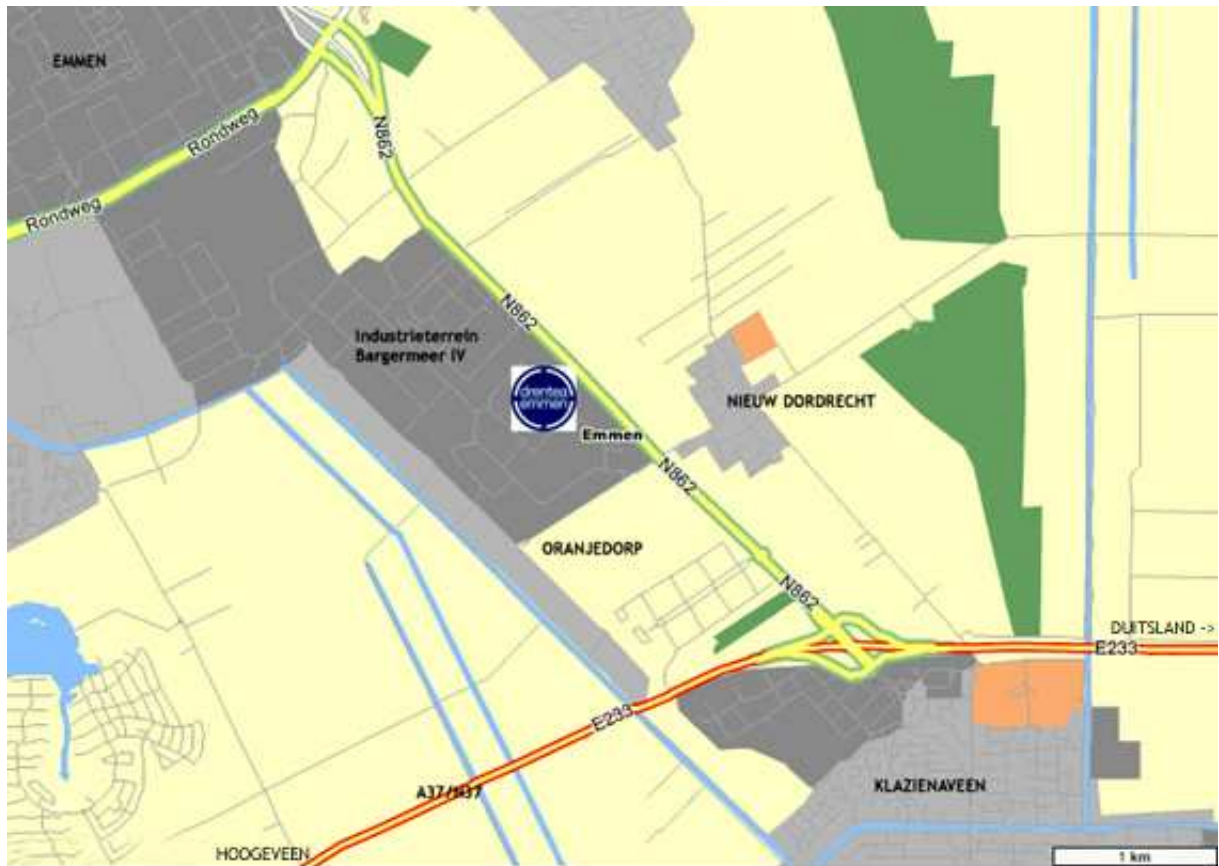 EMMEN
Rondweg
N862
Rondweg
N862
Industrieterrein
Bargermeer IV
drentea
emmen
NIEUW DORDRECHT
Emmen
N862
ORANJEDORP
N862
DUITSLAND ->
E233
E233
KLAZIENAVEEN
A37/N37
HOOGEVEEN
1 km